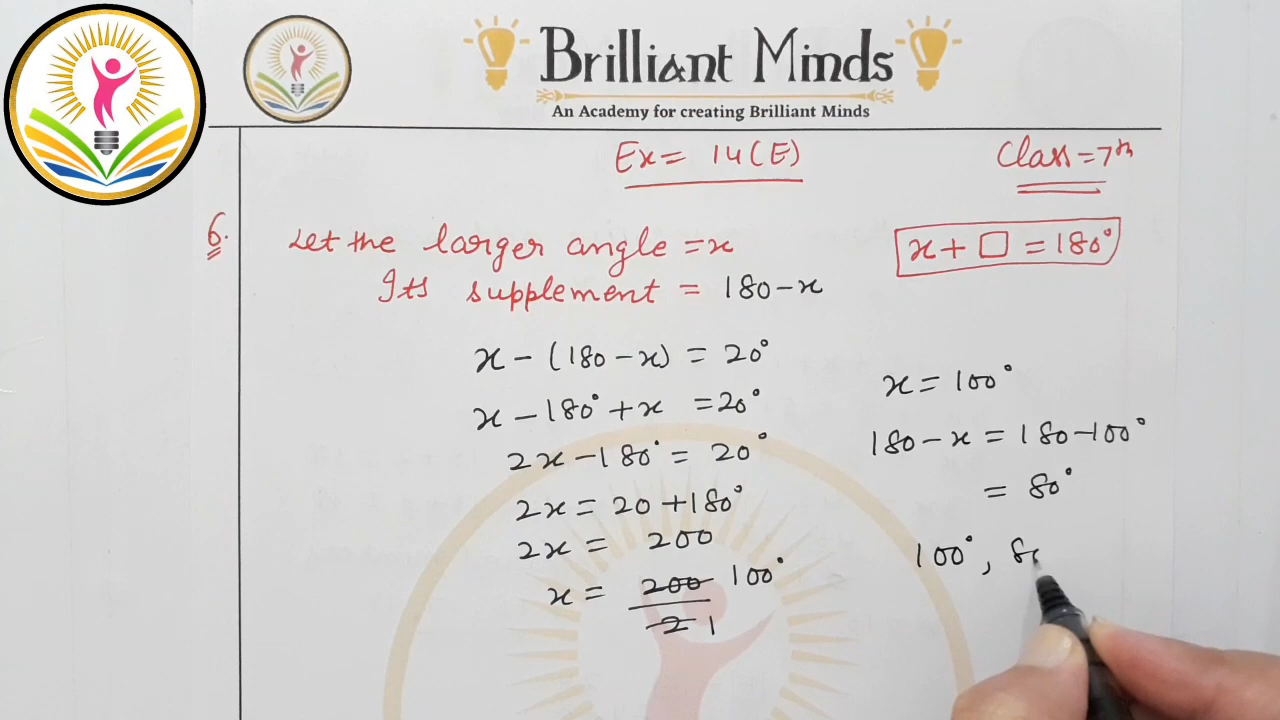 Brilliant Minds
An Academy for creating Brilliant Minds
Ex = 14(E)
Class = 7th
6.
Let the larger angle = x
x + □ = 180°
Its supplement = 180 - x
x - (180 - x) = 20°
x - 180° + x = 20°
2x - 180° = 20°
2x = 20 + 180°
2x = 200
x = 200/2 100° 1
x = 100°
180 - x = 180 - 100°
= 80°
100°, 80